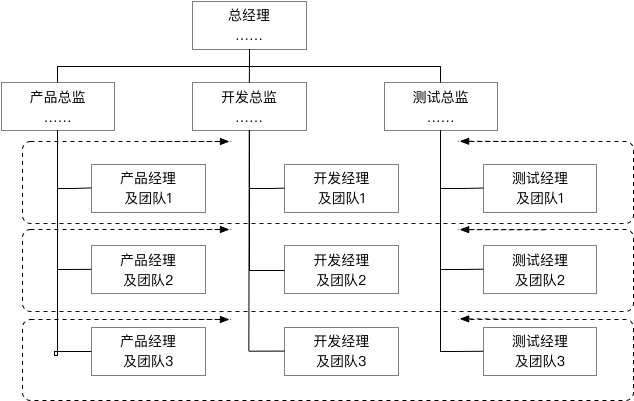 总经理
……
产品总监
……
开发总监
……
测试总监
……
产品经理
及团队1
开发经理
及团队1
测试经理
及团队1
产品经理
及团队2
开发经理
及团队2
测试经理
及团队2
产品经理
及团队3
开发经理
及团队3
测试经理
及团队3